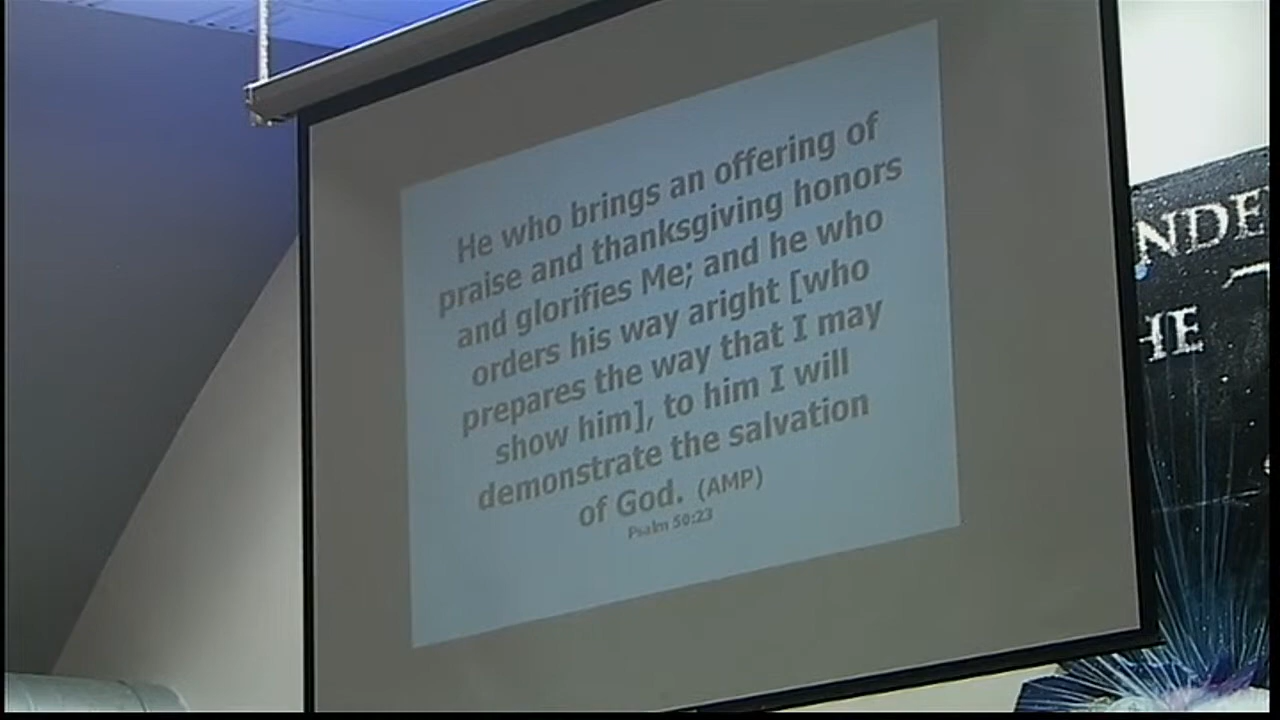 He who brings an offering of
praise and thanksgiving honors
and glorifies Me; and he who
orders his way aright [who
prepares the way that I may
show him], to him I will
demonstrate the salvation
of God. (AMP)
Psalm 50:23